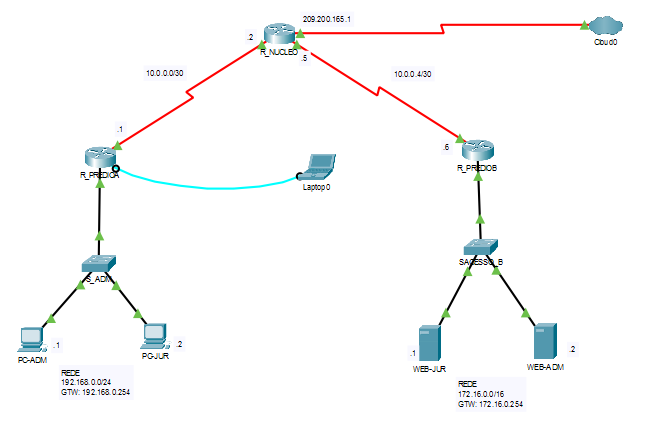 209.200.165.1
.2
R_NUCLEO
Cloud0
.5
10.0.0.0/30
10.0.0.4/30
.1
.6
R_PREDIOA
R_PREDIOB
Laptop0
S_ADM
SACESSO_B
.1
PC-ADM
PC-JUR
.2
.1
WEB-JUR
WEB-ADM
.2
REDE
192.168.0.0/24
GTW: 192.168.0.254
REDE
172.16.0.0/16
GTW: 172.16.0.254